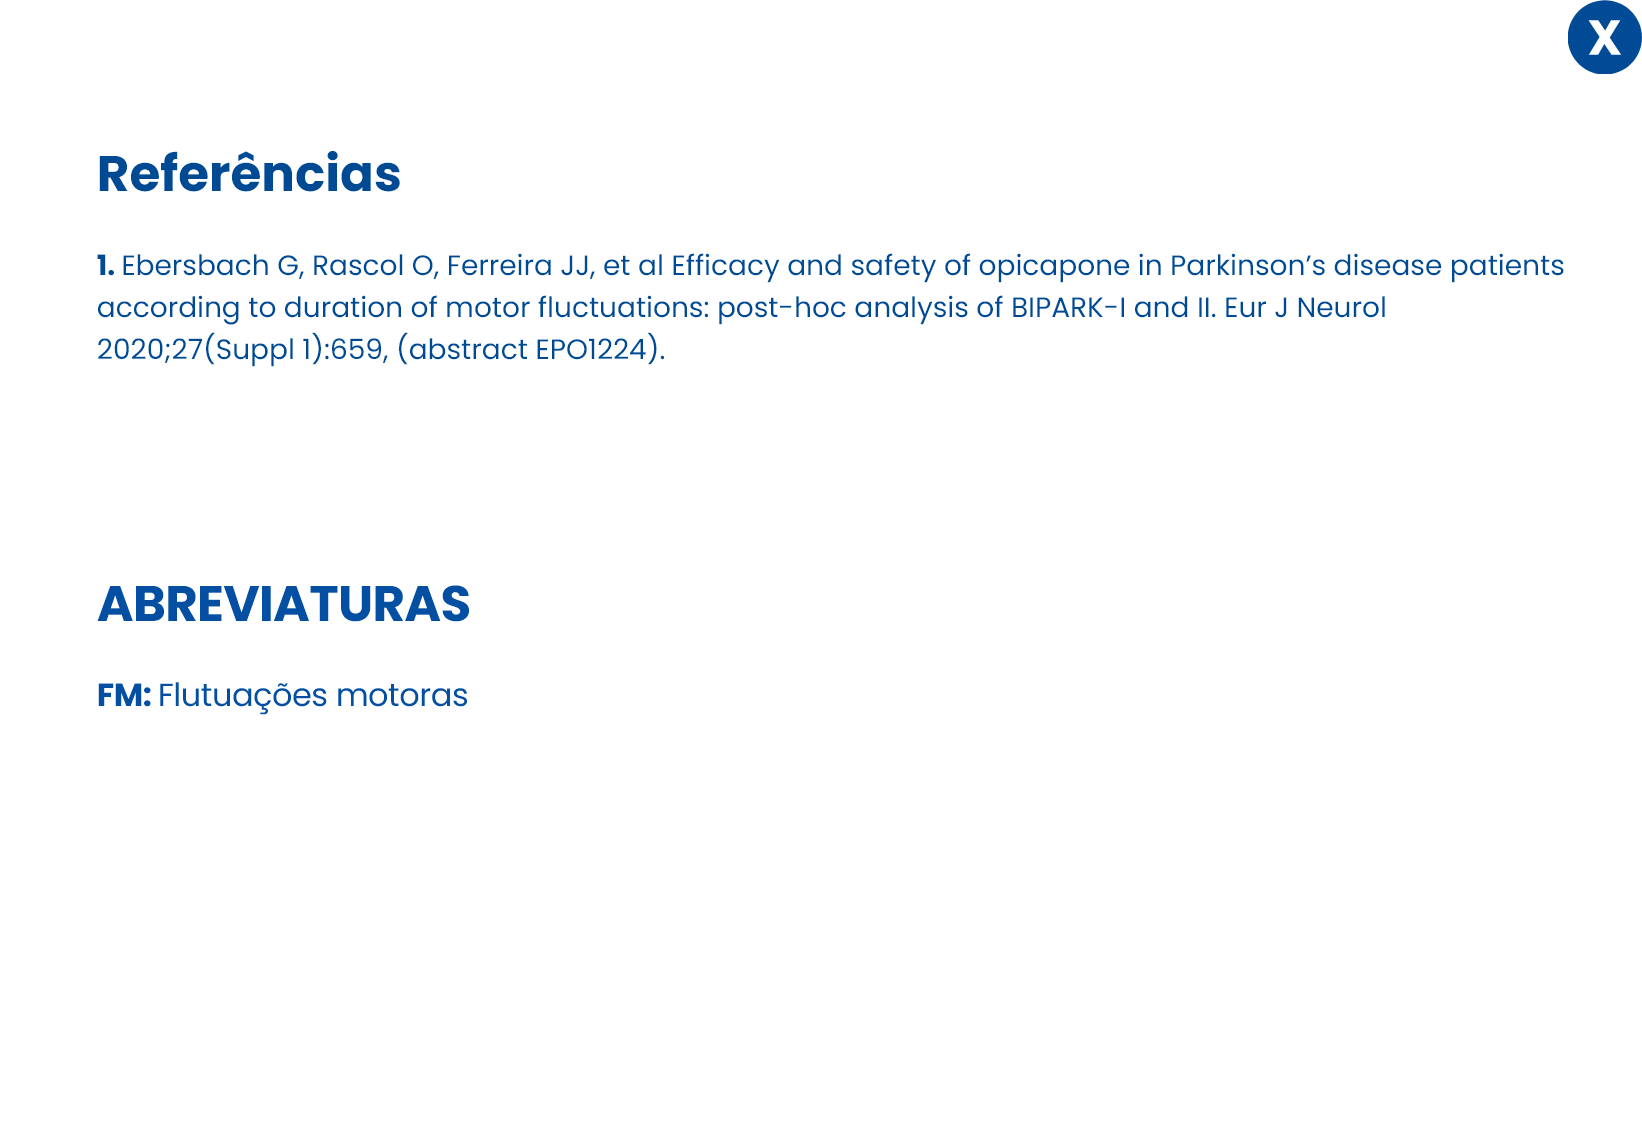 X
Referências
1. Ebersbach G, Rascol O, Ferreira JJ, et al Efficacy and safety of opicapone in Parkinson’s disease patients
according to duration of motor fluctuations: post-hoc analysis of BIPARK-I and II. Eur J Neurol
2020;27(Suppl 1):659, (abstract EPO1224).
ABREVIATURAS
FM: Flutuações motoras